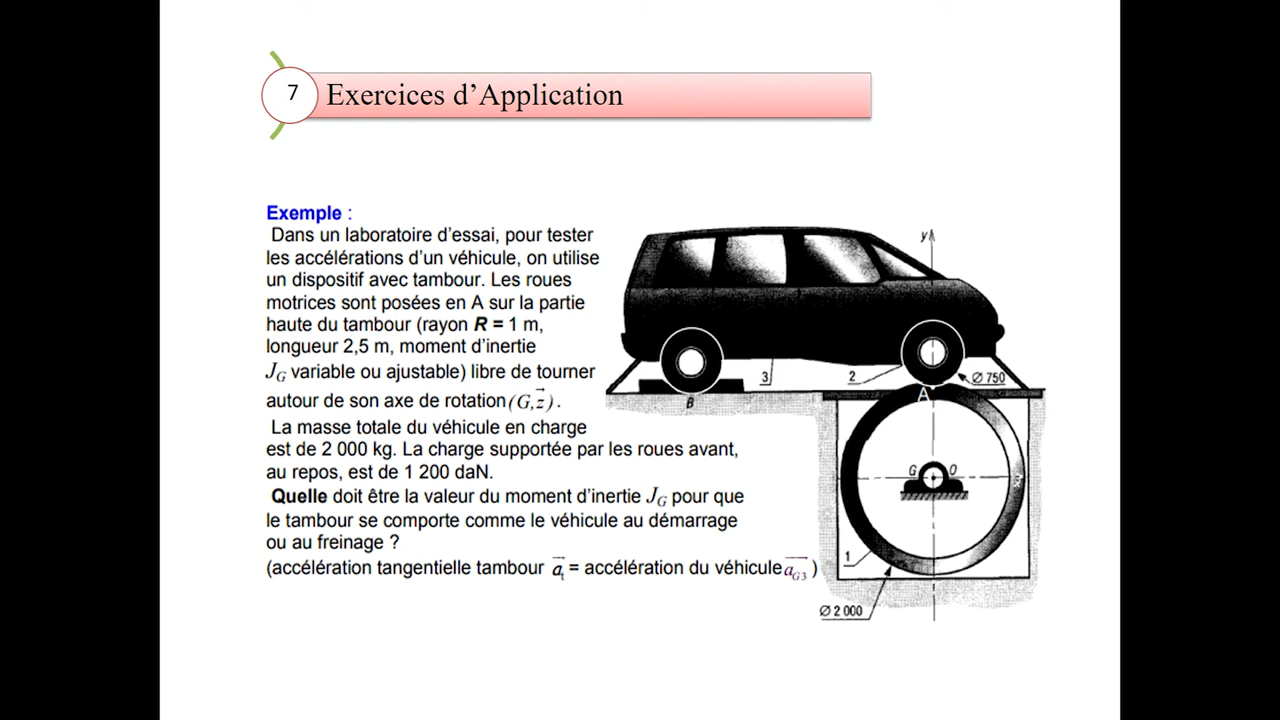 7
Exercices d’Application
Exemple :
Dans un laboratoire d’essai, pour tester
les accélérations d’un véhicule, on utilise
un dispositif avec tambour. Les roues
motrices sont posées en A sur la partie
haute du tambour (rayon R = 1 m,
longueur 2,5 m, moment d’inertie
J_G variable ou ajustable) libre de tourner
autour de son axe de rotation (G, z⃗).
La masse totale du véhicule en charge
est de 2 000 kg. La charge supportée par les roues avant,
au repos, est de 1 200 daN.
Quelle doit être la valeur du moment d’inertie J_G pour que
le tambour se comporte comme le véhicule au démarrage
ou au freinage ?
(accélération tangentielle tambour a⃗_t = accélération du véhicule a⃗_G3 )
y
3
2
Ø 750
B
A
G O
1
Ø 2 000